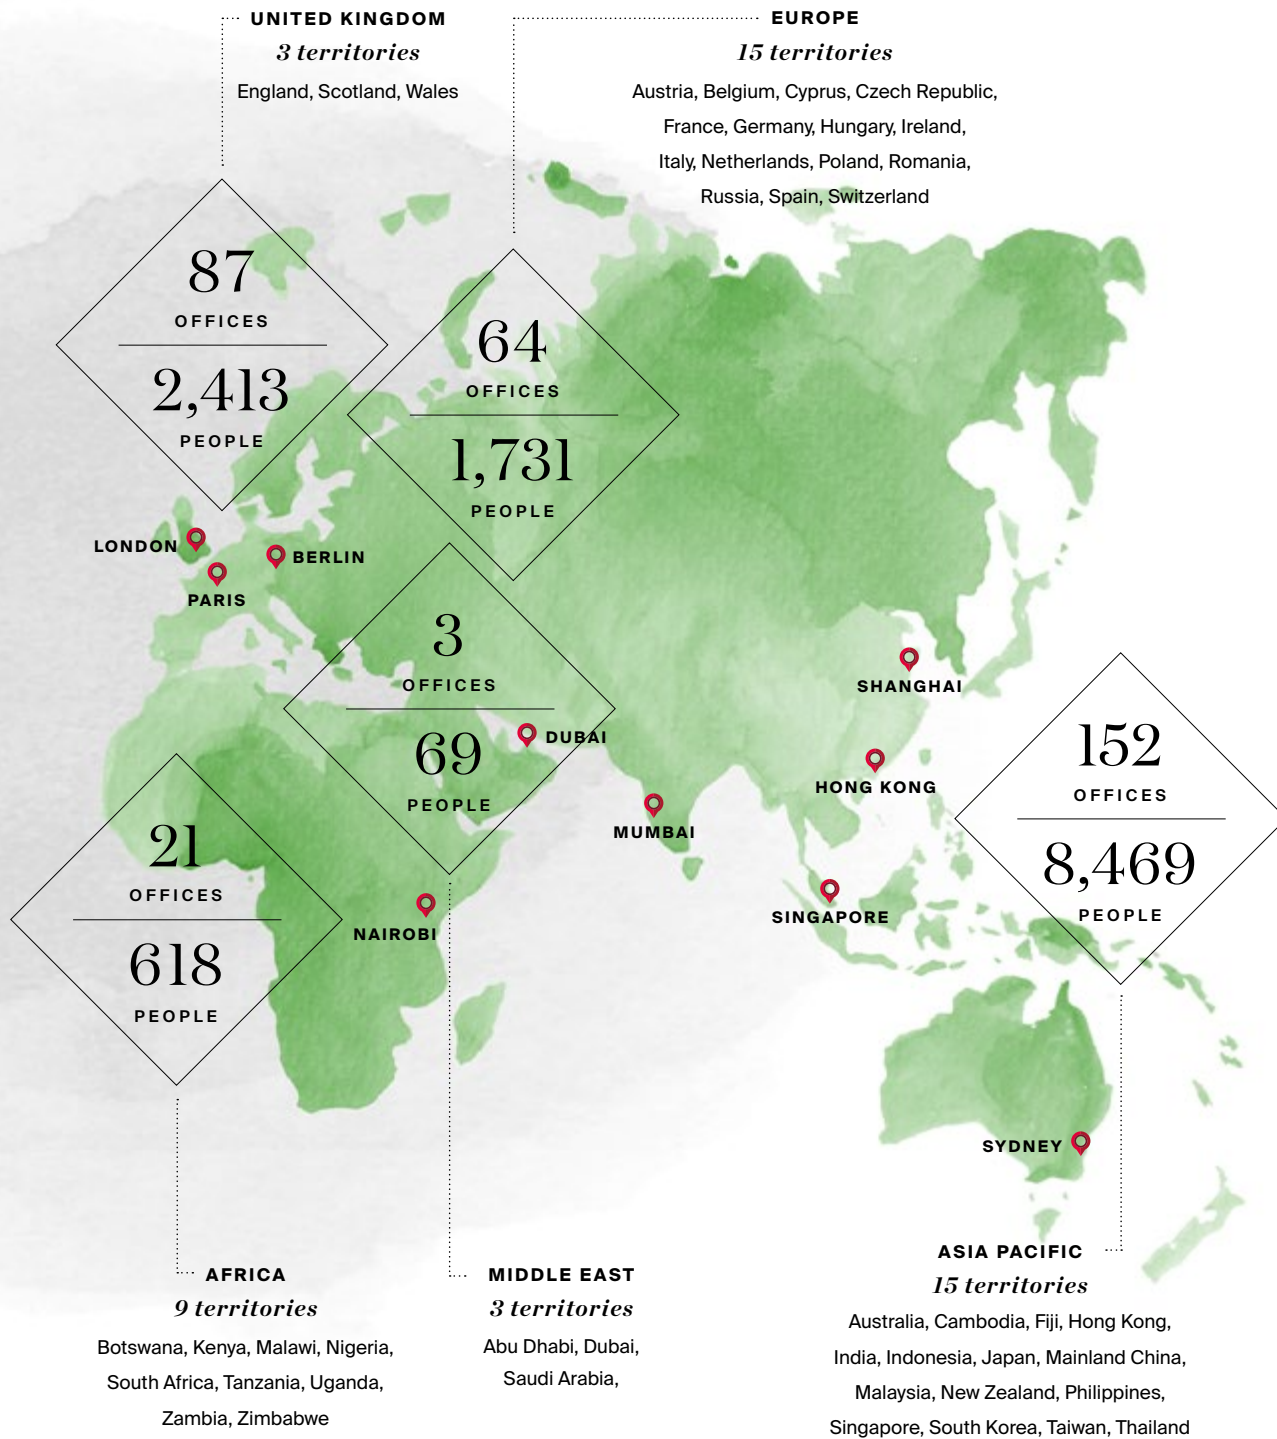 UNITED KINGDOM
3 territories
England, Scotland, Wales
EUROPE
15 territories
Austria, Belgium, Cyprus, Czech Republic,
France, Germany, Hungary, Ireland,
Italy, Netherlands, Poland, Romania,
Russia, Spain, Switzerland
87
OFFICES
2,413
PEOPLE
64
OFFICES
1,731
PEOPLE
LONDON
BERLIN
PARIS
3
OFFICES
69
PEOPLE
DUBAI
SHANGHAI
HONG KONG
MUMBAI
SINGAPORE
152
OFFICES
8,469
PEOPLE
21
OFFICES
618
PEOPLE
NAIROBI
SYDNEY
AFRICA
9 territories
Botswana, Kenya, Malawi, Nigeria,
South Africa, Tanzania, Uganda,
Zambia, Zimbabwe
MIDDLE EAST
3 territories
Abu Dhabi, Dubai,
Saudi Arabia,
ASIA PACIFIC
15 territories
Australia, Cambodia, Fiji, Hong Kong,
India, Indonesia, Japan, Mainland China,
Malaysia, New Zealand, Philippines,
Singapore, South Korea, Taiwan, Thailand